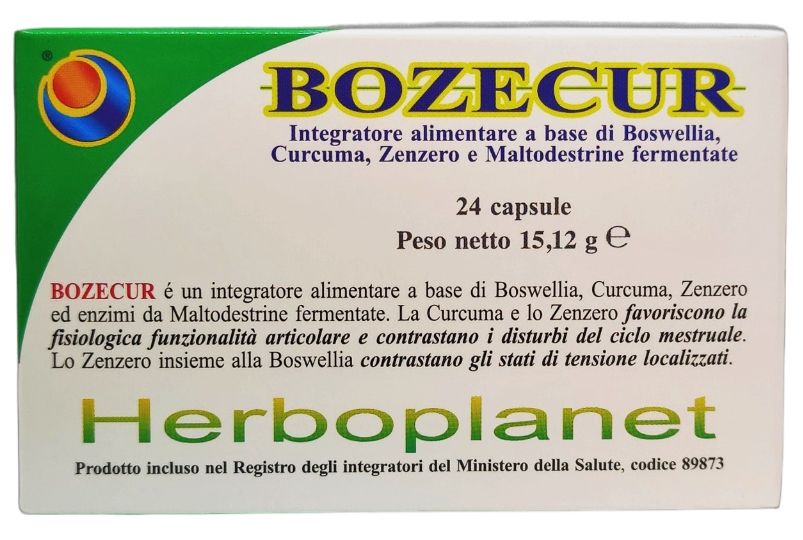 ®
BOZECUR
Integratore alimentare a base di Boswellia,
Curcuma, Zenzero e Maltodestrine fermentate
24 capsule
Peso netto 15,12 g ℮
BOZECUR é un integratore alimentare a base di Boswellia, Curcuma, Zenzero
ed enzimi da Maltodestrine fermentate. La Curcuma e lo Zenzero favoriscono la
fisiologica funzionalità articolare e contrastano i disturbi del ciclo mestruale.
Lo Zenzero insieme alla Boswellia contrastano gli stati di tensione localizzati.
Herboplanet
Prodotto incluso nel Registro degli integratori del Ministero della Salute, codice 89873